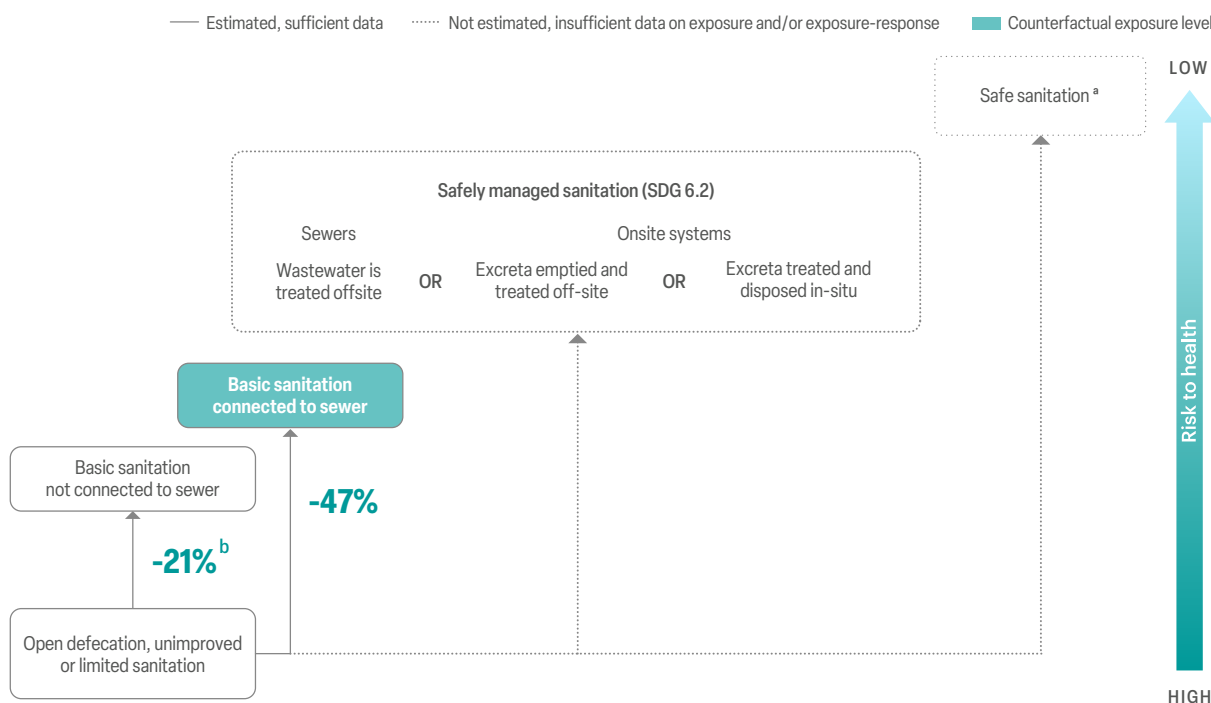 Estimated, sufficient data
Not estimated, insufficient data on exposure and/or exposure-response
Counterfactual exposure level
LOW
Safe sanitation ᵃ
Safely managed sanitation (SDG 6.2)
Sewers
Onsite systems
Wastewater is
treated offsite
OR
Excreta emptied and
treated off-site
OR
Excreta treated and
disposed in-situ
Basic sanitation
connected to sewer
Basic sanitation
not connected to sewer
-47%
-21% ᵇ
Open defecation, unimproved
or limited sanitation
Risk to health
HIGH